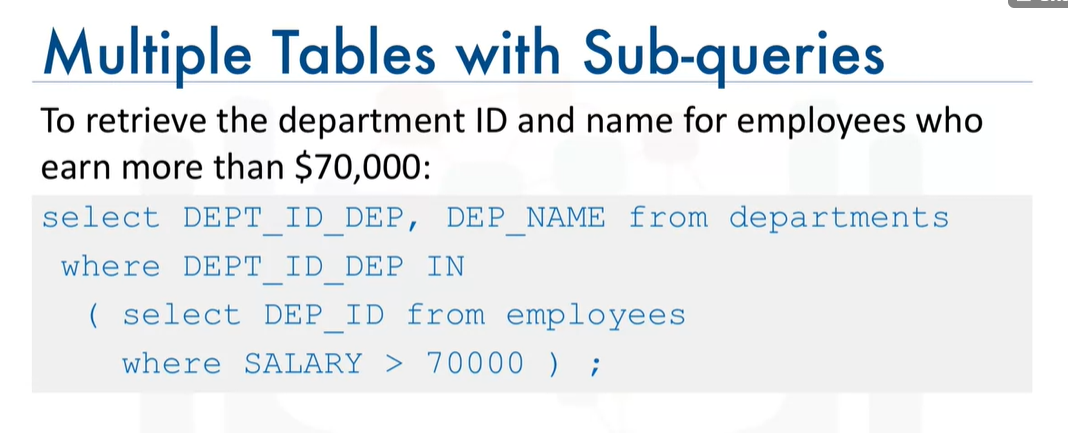 Multiple Tables with Sub-queries
To retrieve the department ID and name for employees who
earn more than $70,000:
select DEPT_ID_DEP, DEP_NAME from departments
where DEPT_ID_DEP IN
( select DEP_ID from employees
where SALARY > 70000 ) ;